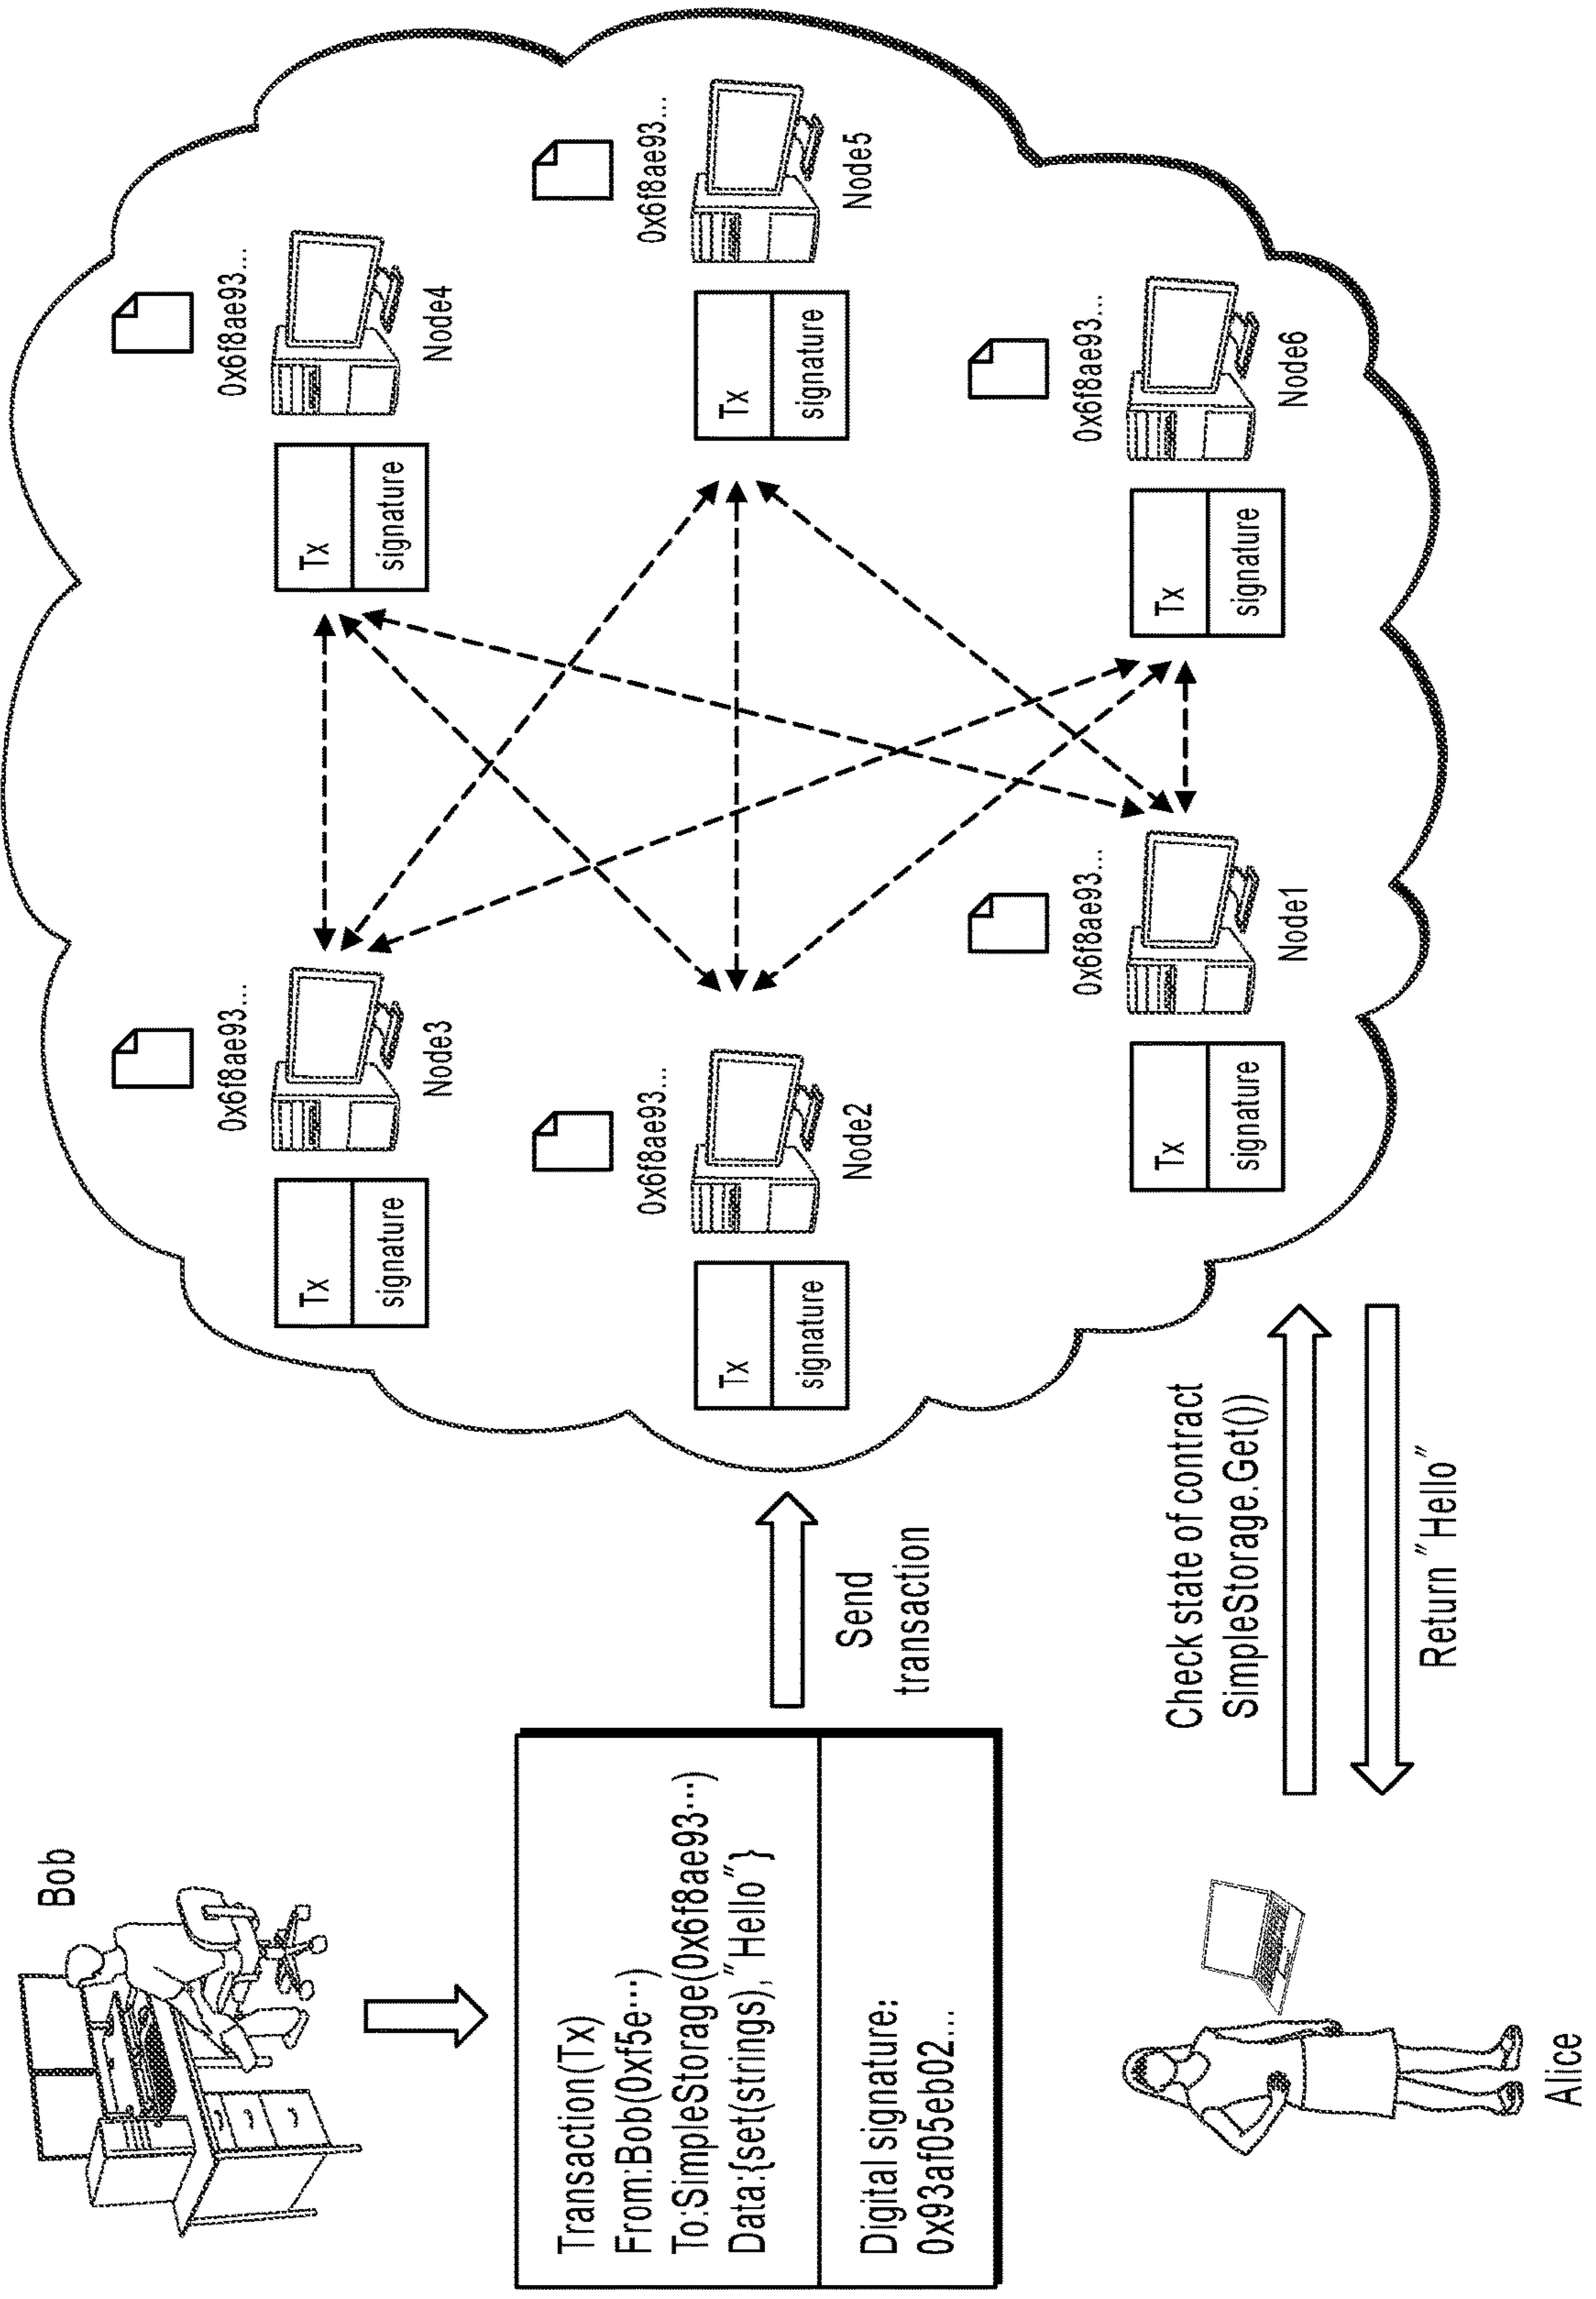 Bob
Transaction(Tx)
From:Bob(0xf5e…)
To:SimpleStorage(0x6f8ae93…)
Data:{set(strings),"Hello"}
Digital signature:
0x93af05eb02...
Send
transaction
Alice
Check state of contract
SimpleStorage.Get())
Return "Hello"
0x6f8ae93...
Tx
signature
Node3
0x6f8ae93...
Tx
signature
Node4
0x6f8ae93...
Tx
signature
Node2
0x6f8ae93...
Tx
signature
Node5
0x6f8ae93...
Tx
signature
Node1
0x6f8ae93...
Tx
signature
Node6